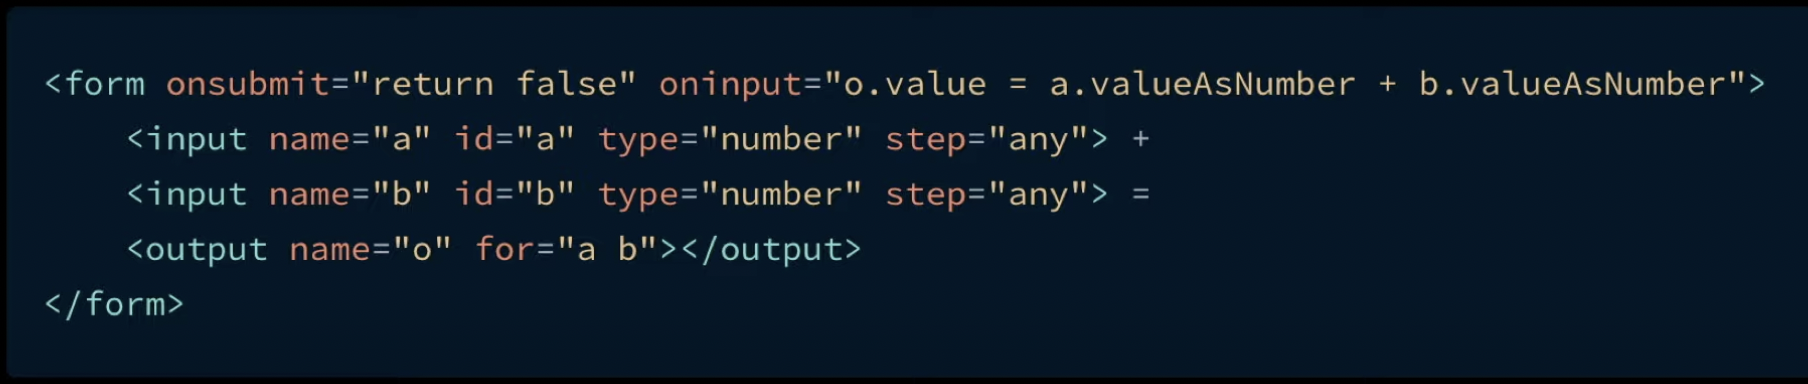 <form onsubmit="return false" oninput="o.value = a.valueAsNumber + b.valueAsNumber">
    <input name="a" id="a" type="number" step="any"> +
    <input name="b" id="b" type="number" step="any"> =
    <output name="o" for="a b"></output>
</form>